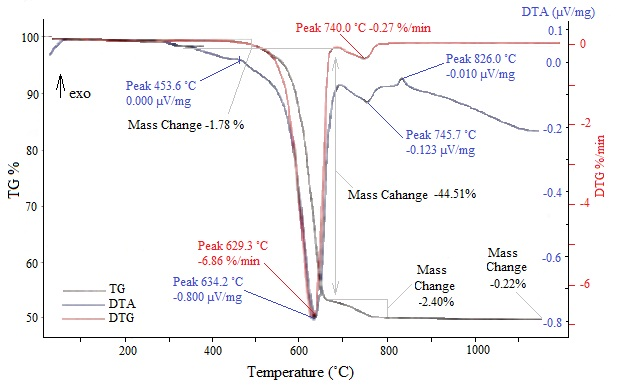 DTA (μV/mg)
Peak 740.0 ˚C -0.27 %/min
0.1
100
0
Peak 826.0 ˚C
-0.010 μV/mg
0.0
Peak 453.6 ˚C
0.000 μV/mg
exo
90
-1
Mass Change -1.78 %
Peak 745.7 ˚C
-0.123 μV/mg
-0.2
-2
80
TG %
DTG %/min
70
Mass Cahange -44.51%
-0.4
-4
60
Peak 629.3 ˚C
-6.86 %/min
Peak 634.2 ˚C
-0.800 μV/mg
Mass
Change
-2.40%
Mass
Change
-0.22%
-0.6
-6
TG
DTA
DTG
50
-0.8
200
400
600
800
1000
Temperature (˚C)